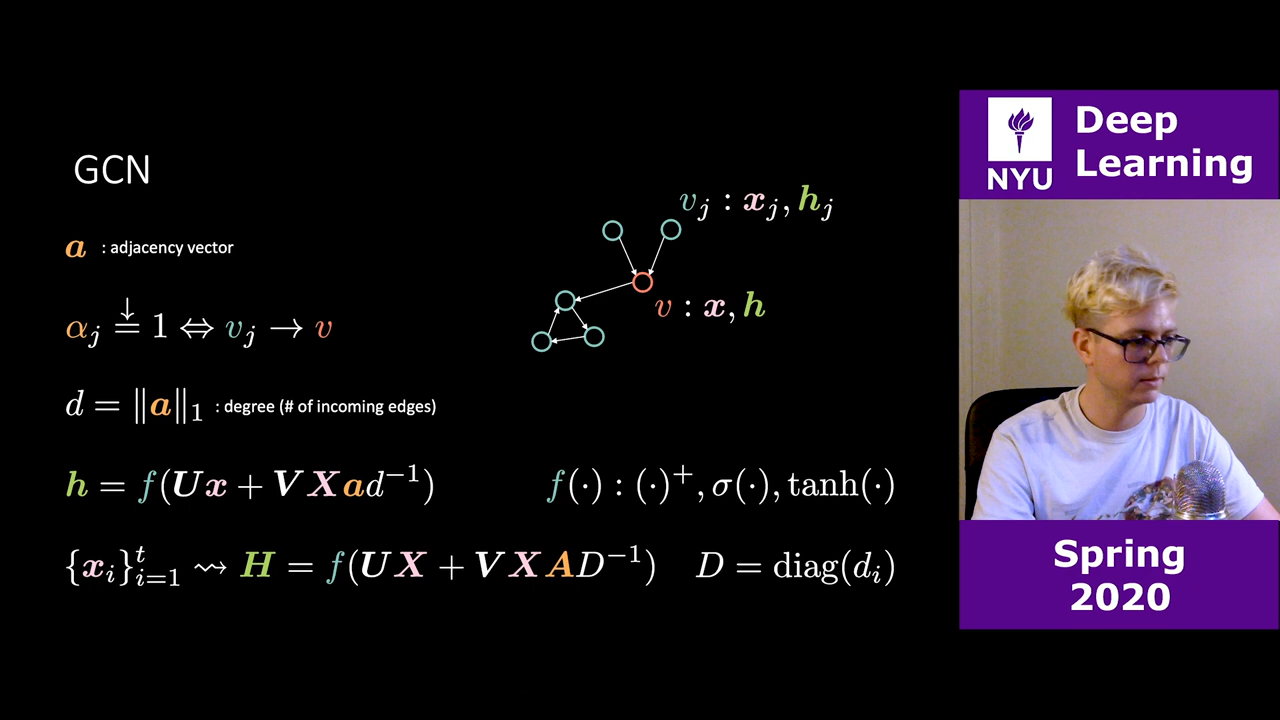 GCN
a : adjacency vector
α_j ≝ 1 ⇔ v_j → v
d = ‖a‖₁ : degree (# of incoming edges)
h = f(Ux + VXad⁻¹)
f(·) : (·)⁺, σ(·), tanh(·)
{x_i}_{i=1}^t ⇝ H = f(UX + VXAD⁻¹)
D = diag(d_i)
v_j : x_j, h_j
v : x, h
NYU
Deep
Learning
Spring
2020